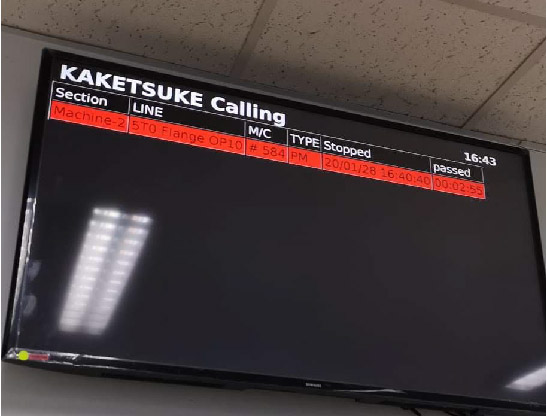 KAKETSUKE Calling
16:43
Section LINE M/C TYPE Stopped passed
Machine-2 5T0 Flange OP10 # 584 PM 20/01/28 16:40:40 00:02:55